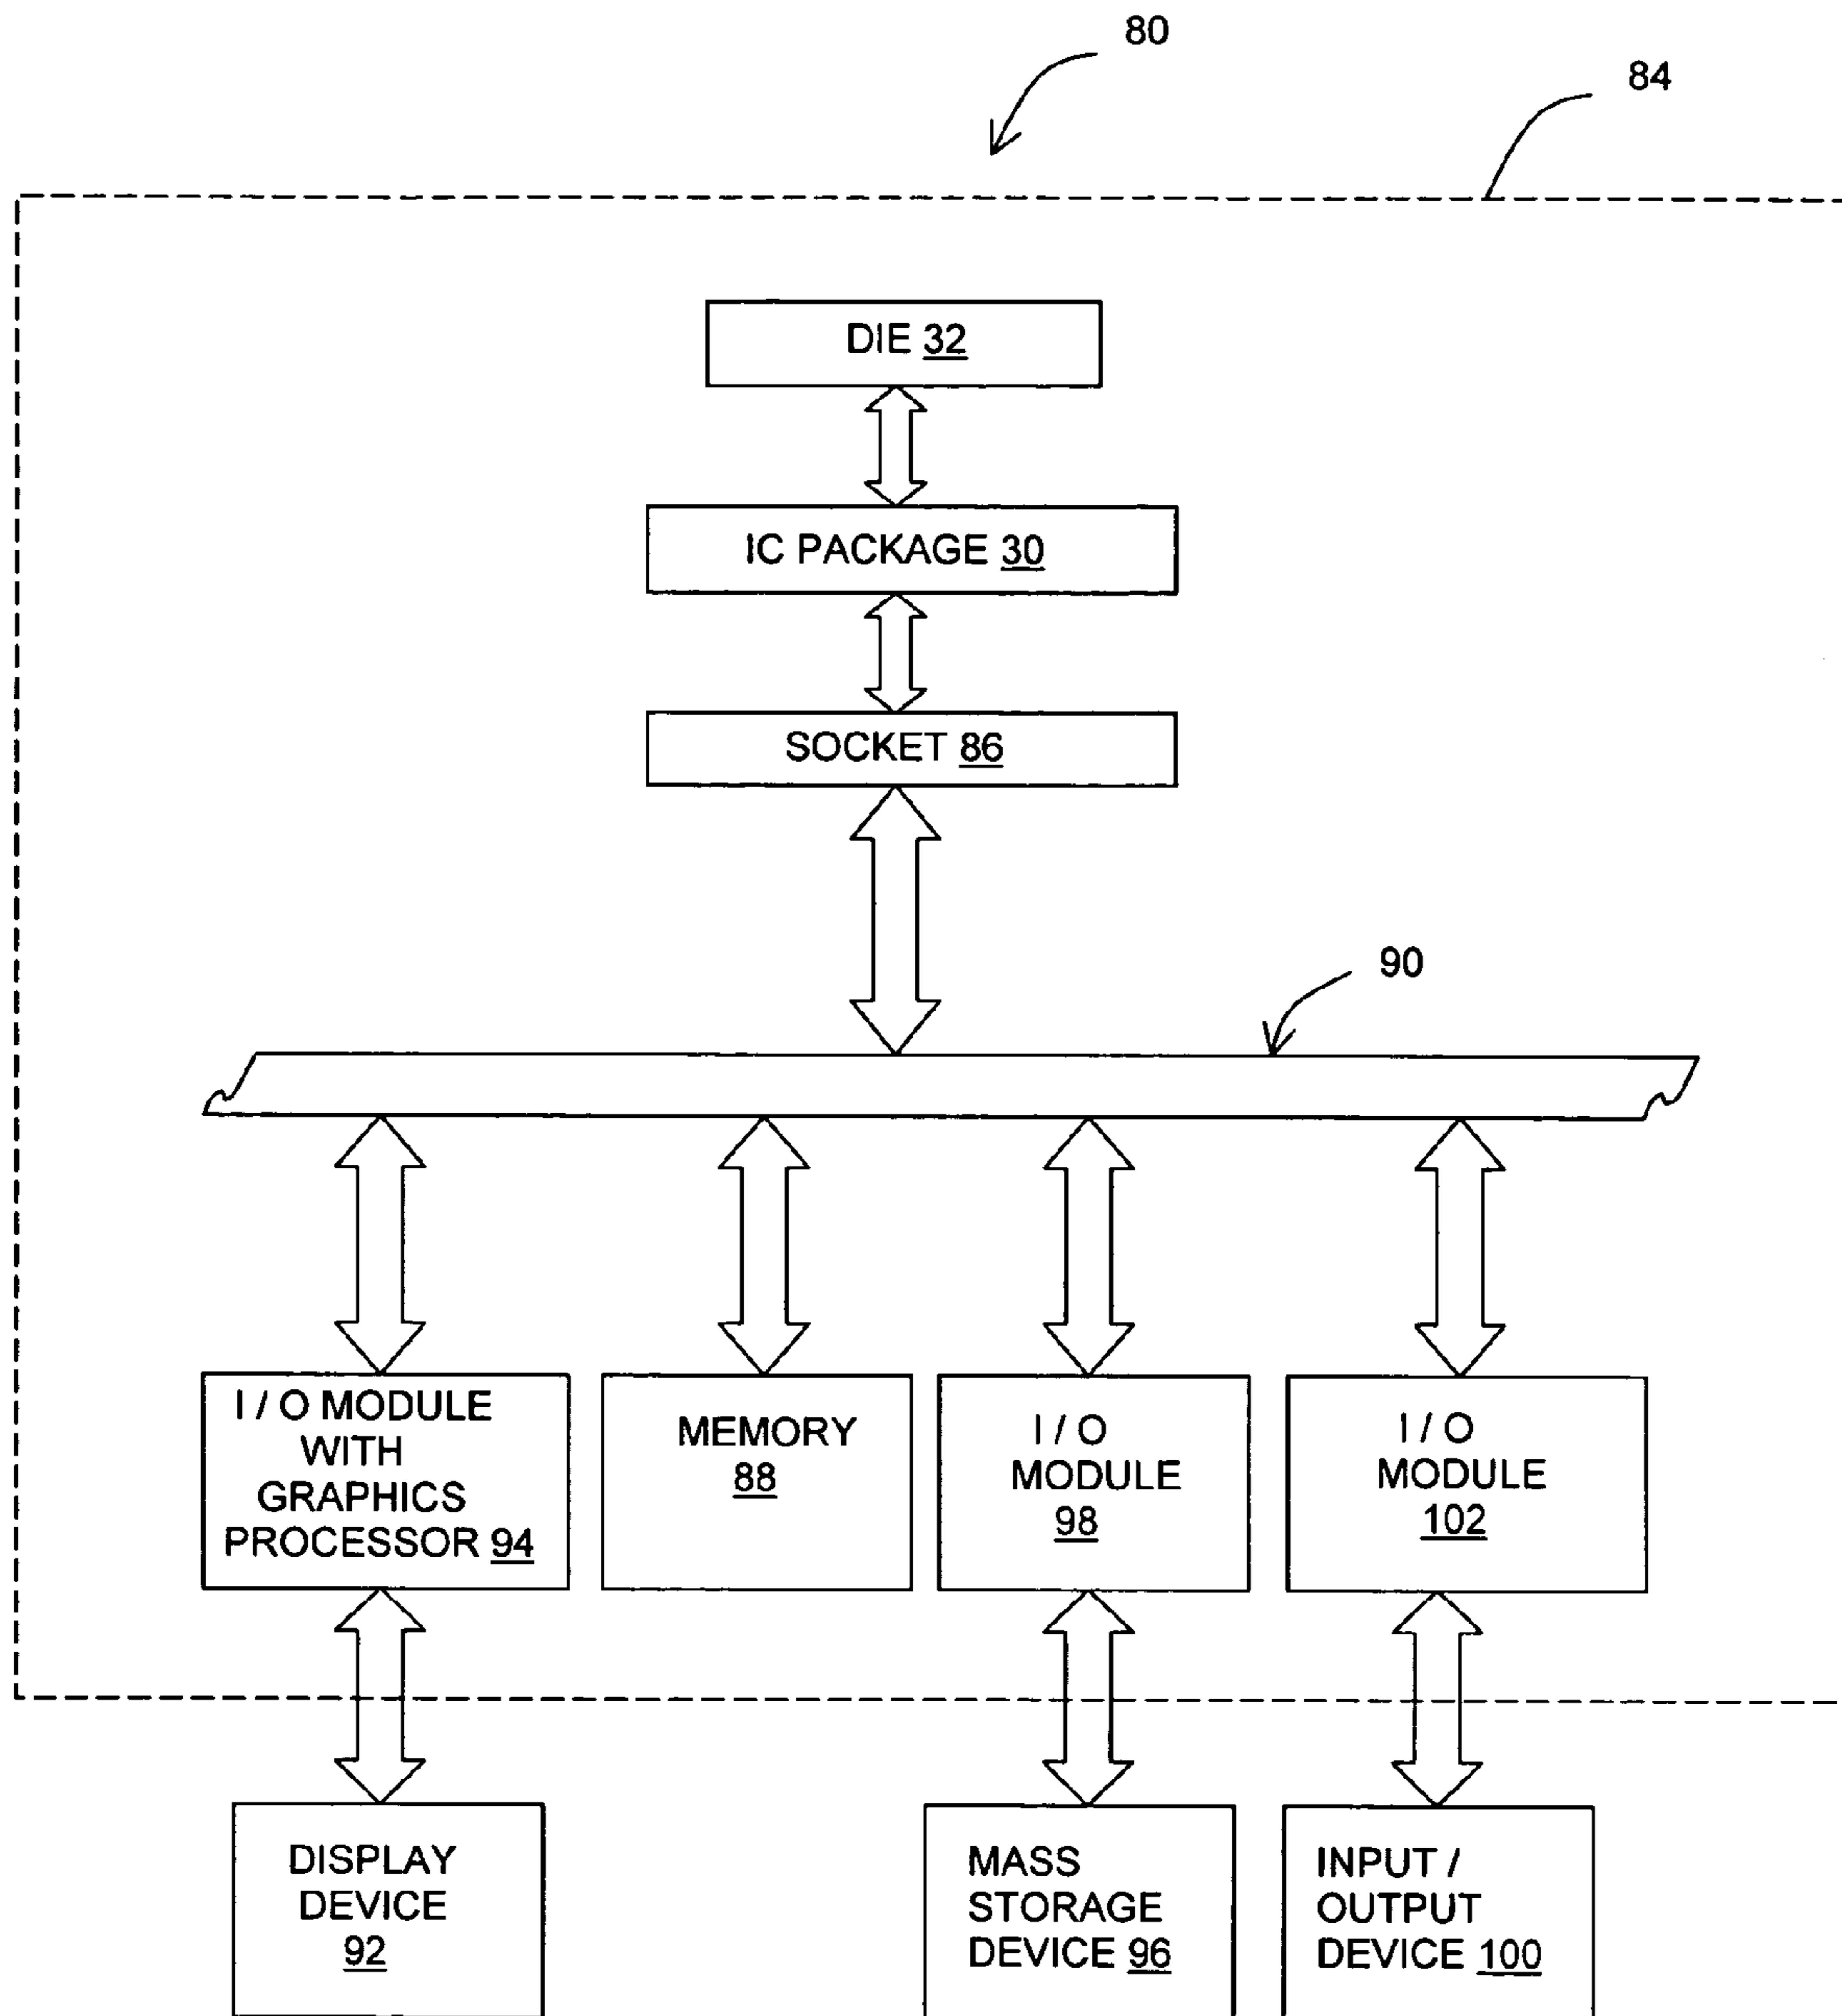 80
84
DIE 32
IC PACKAGE 30
SOCKET 86
90
I / O MODULE
WITH
GRAPHICS
PROCESSOR 94
MEMORY
88
I / O
MODULE
98
I / O
MODULE
102
DISPLAY
DEVICE
92
MASS
STORAGE
DEVICE 96
INPUT /
OUTPUT
DEVICE 100